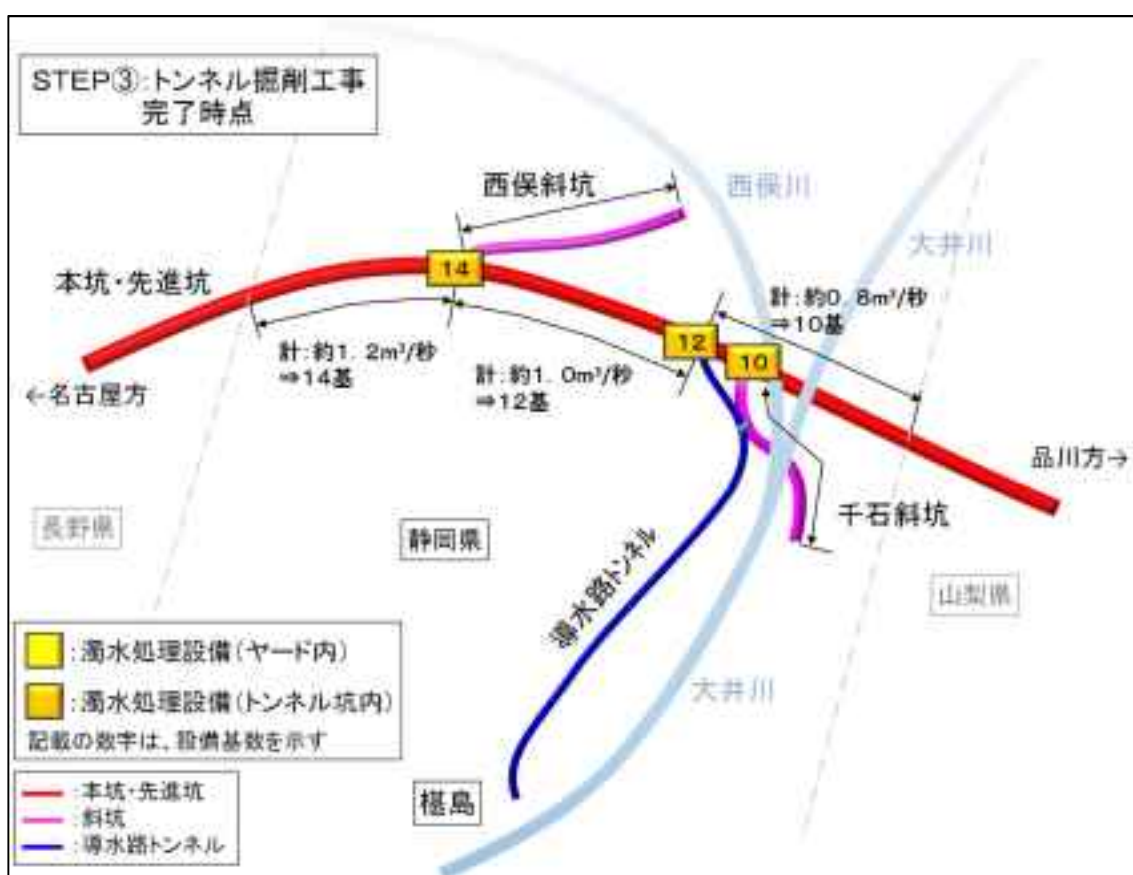 STEP③:トンネル掘削工事
完了時点
西俣斜坑
西俣川
大井川
14
本坑・先進坑
計:約0.8m³/秒
⇒10基
12
10
計:約1.2m³/秒
⇒14基
計:約1.0m³/秒
⇒12基
←名古屋方
品川方→
千石斜坑
長野県
静岡県
導水路トンネル
山梨県
:濁水処理設備(ヤード内)
:濁水処理設備(トンネル坑内)
記載の数字は、設備基数を示す
大井川
:本坑・先進坑
:斜坑
:導水路トンネル
椹島